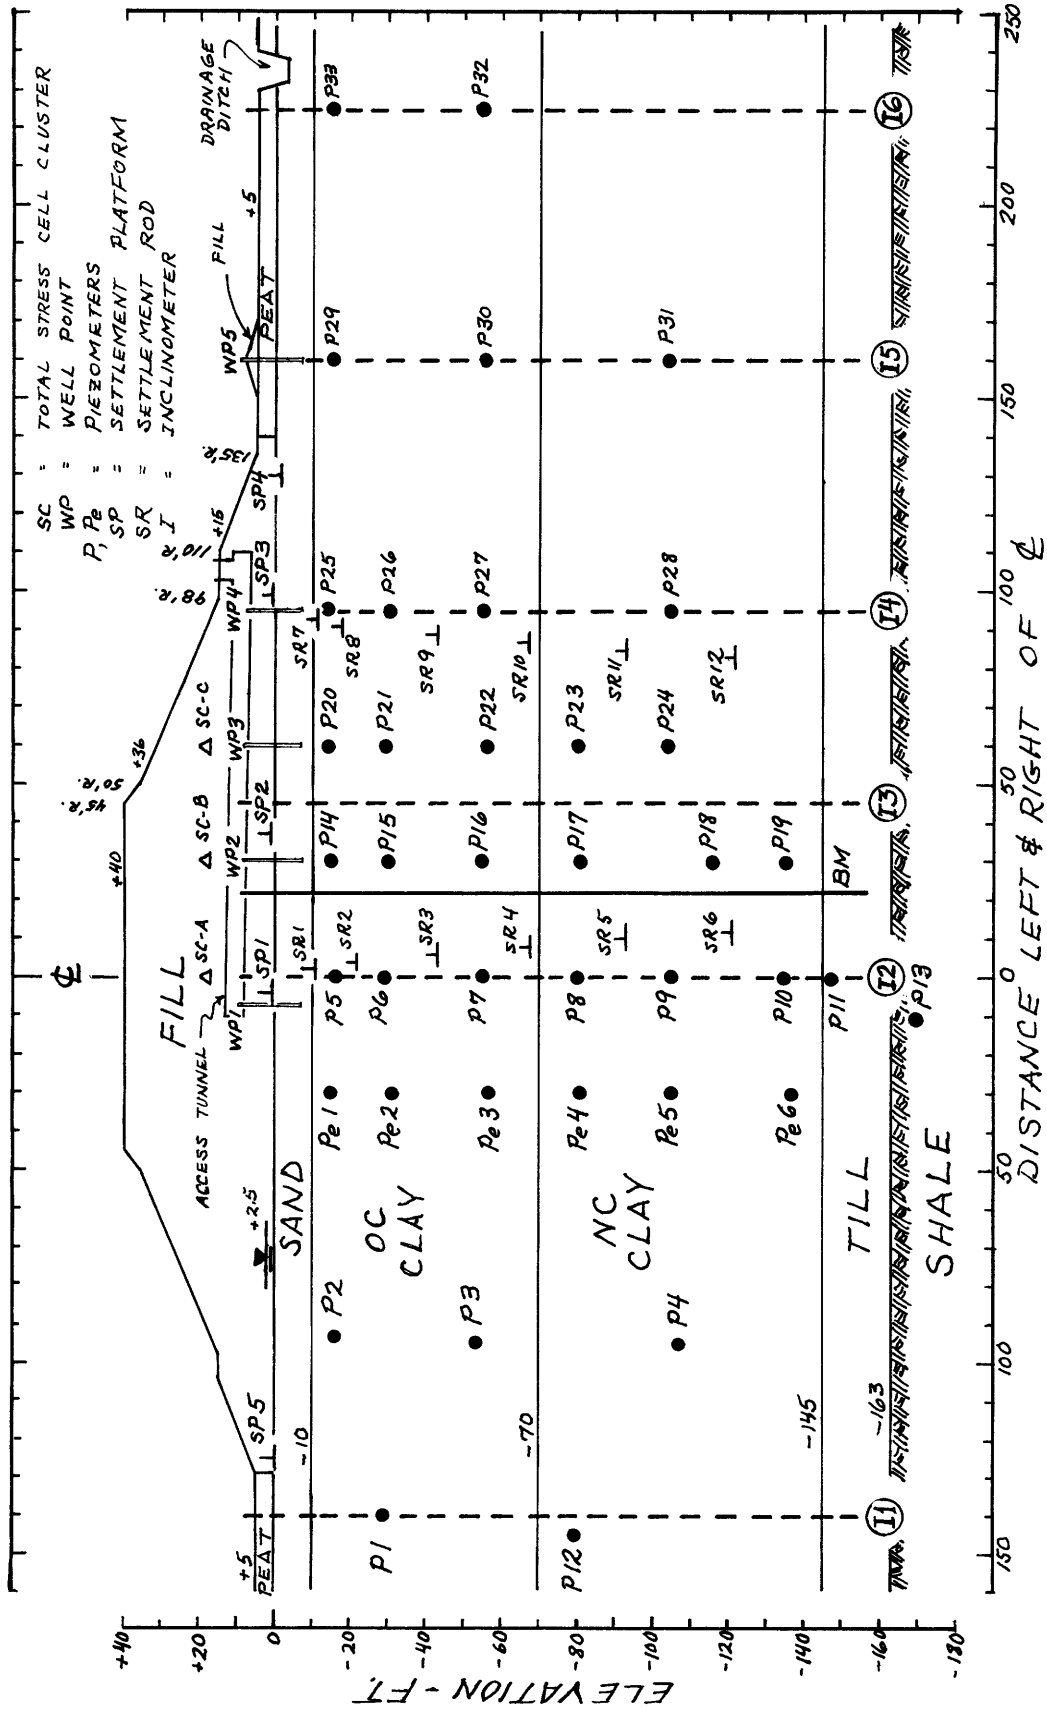 SC = TOTAL STRESS CELL CLUSTER
WP = WELL POINT
P, Pe = PIEZOMETERS
SP = SETTLEMENT PLATFORM
SR = SETTLEMENT ROD
I = INCLINOMETER
℄
+40
45'R.
50'R.
+36
98'R.
110'R.
+15
135'R.
FILL
ACCESS TUNNEL
△ SC-A
△ SC-B
△ SC-C
WP1
WP2
WP3
WP4
WP5
FILL
+5
DRAINAGE
DITCH
+5
PEAT
SP5
+2.5
SP1
SP2
SP3
SP4
PEAT
SAND
-10
SR1
SR7
P2
Pe1
P5
SR2
P14
P20
SR8
P25
P29
P33
P1
OC
CLAY
Pe2
P6
SR3
P15
P21
SR9
P26
P3
Pe3
P7
SR4
P16
P22
SR10
P27
P30
P32
-70
P12
NC
CLAY
Pe4
P8
SR5
P17
P23
SR11
P4
Pe5
P9
SR6
P18
P24
SR12
P28
P31
Pe6
P10
P19
-145
P11
BM
TILL
-163
I1
I2
I3
I4
I5
I6
SHALE
P13
+40
+20
0
-20
-40
-60
-80
-100
-120
-140
-160
-180
ELEVATION - FT.
150
100
50
0
50
100
150
200
250
DISTANCE LEFT & RIGHT OF ℄